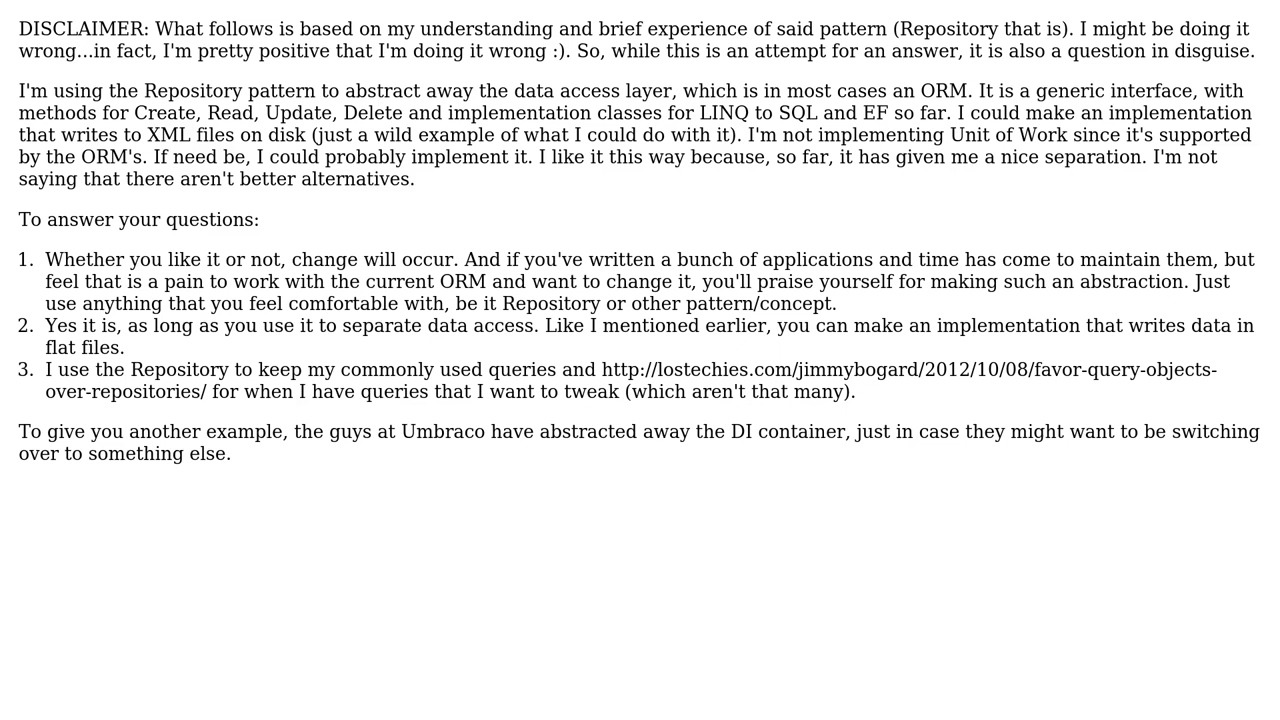 DISCLAIMER: What follows is based on my understanding and brief experience of said pattern (Repository that is). I might be doing it
wrong...in fact, I'm pretty positive that I'm doing it wrong :). So, while this is an attempt for an answer, it is also a question in disguise.
I'm using the Repository pattern to abstract away the data access layer, which is in most cases an ORM. It is a generic interface, with
methods for Create, Read, Update, Delete and implementation classes for LINQ to SQL and EF so far. I could make an implementation
that writes to XML files on disk (just a wild example of what I could do with it). I'm not implementing Unit of Work since it's supported
by the ORM's. If need be, I could probably implement it. I like it this way because, so far, it has given me a nice separation. I'm not
saying that there aren't better alternatives.
To answer your questions:
1. Whether you like it or not, change will occur. And if you've written a bunch of applications and time has come to maintain them, but
feel that is a pain to work with the current ORM and want to change it, you'll praise yourself for making such an abstraction. Just
use anything that you feel comfortable with, be it Repository or other pattern/concept.
2. Yes it is, as long as you use it to separate data access. Like I mentioned earlier, you can make an implementation that writes data in
flat files.
3. I use the Repository to keep my commonly used queries and http://lostechies.com/jimmybogard/2012/10/08/favor-query-objects-
over-repositories/ for when I have queries that I want to tweak (which aren't that many).
To give you another example, the guys at Umbraco have abstracted away the DI container, just in case they might want to be switching
over to something else.